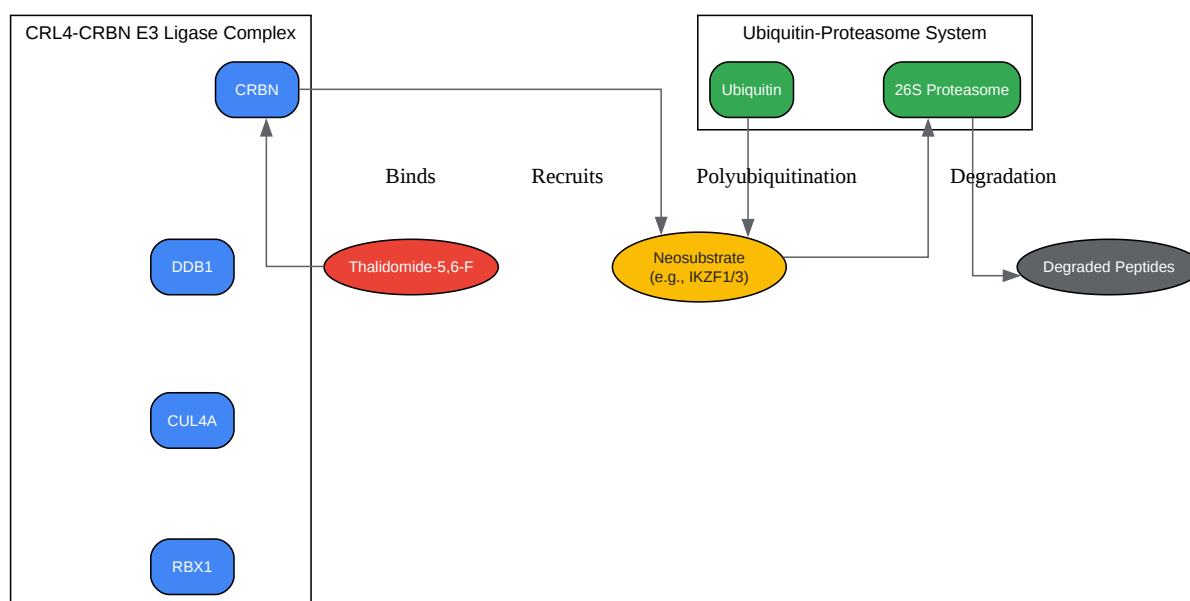 CRL4-CRBN E3 Ligase Complex
Ubiquitin-Proteasome System
CRBN
Ubiquitin
26S Proteasome
Binds
Recruits
Polyubiquitination
Degradation
DDB1
Thalidomide-5,6-F
Neosubstrate
(e.g., IKZF1/3)
Degraded Peptides
CUL4A
RBX1